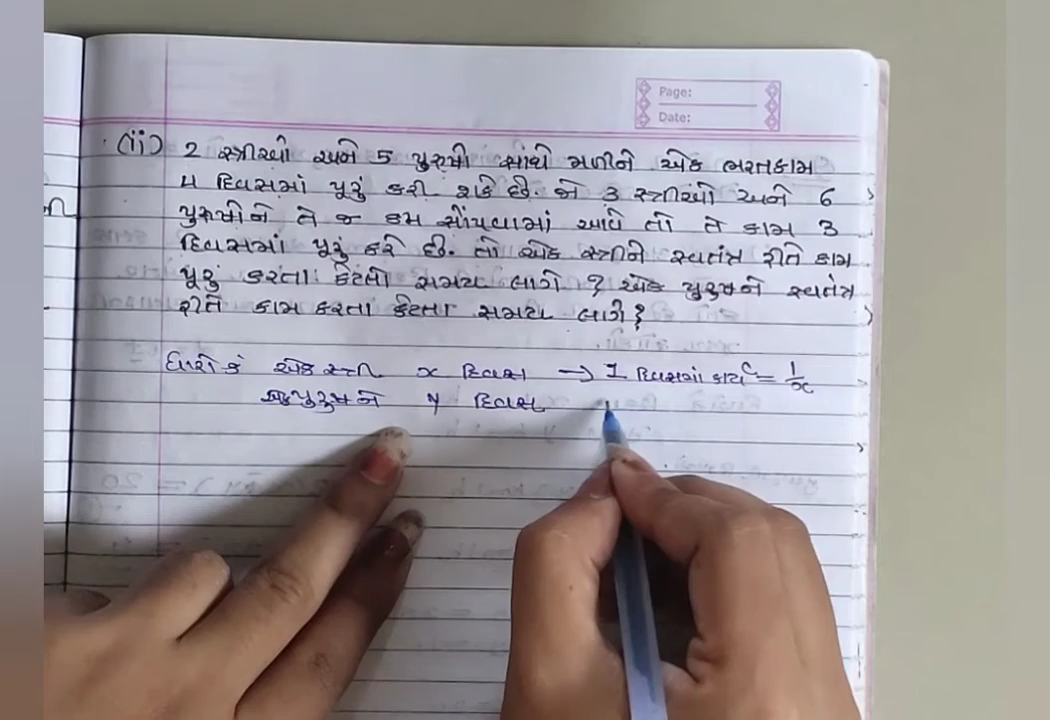 Page:
Date:
(ii) 2 સ્ત્રીઓ અને 5 પુરુષો સાથે મળીને એક ભરતકામ
4 દિવસમાં પૂરું કરી શકે છે. જો 3 સ્ત્રીઓ અને 6
પુરુષોને તે જ કામ સોંપવામાં આવે તો તે કામ 3
દિવસમાં પૂરું કરે છે. તો એક સ્ત્રીને સ્વતંત્ર રીતે કામ
પૂરું કરતા કેટલો સમય લાગે ? એક પુરુષને સ્વતંત્ર
રીતે કામ કરતા કેટલા સમય લાગે ?
ધારો કે એક સ્ત્રી x દિવસ → 1 દિવસમાં કાર્ય = 1/x
પુરુષને y દિવસ